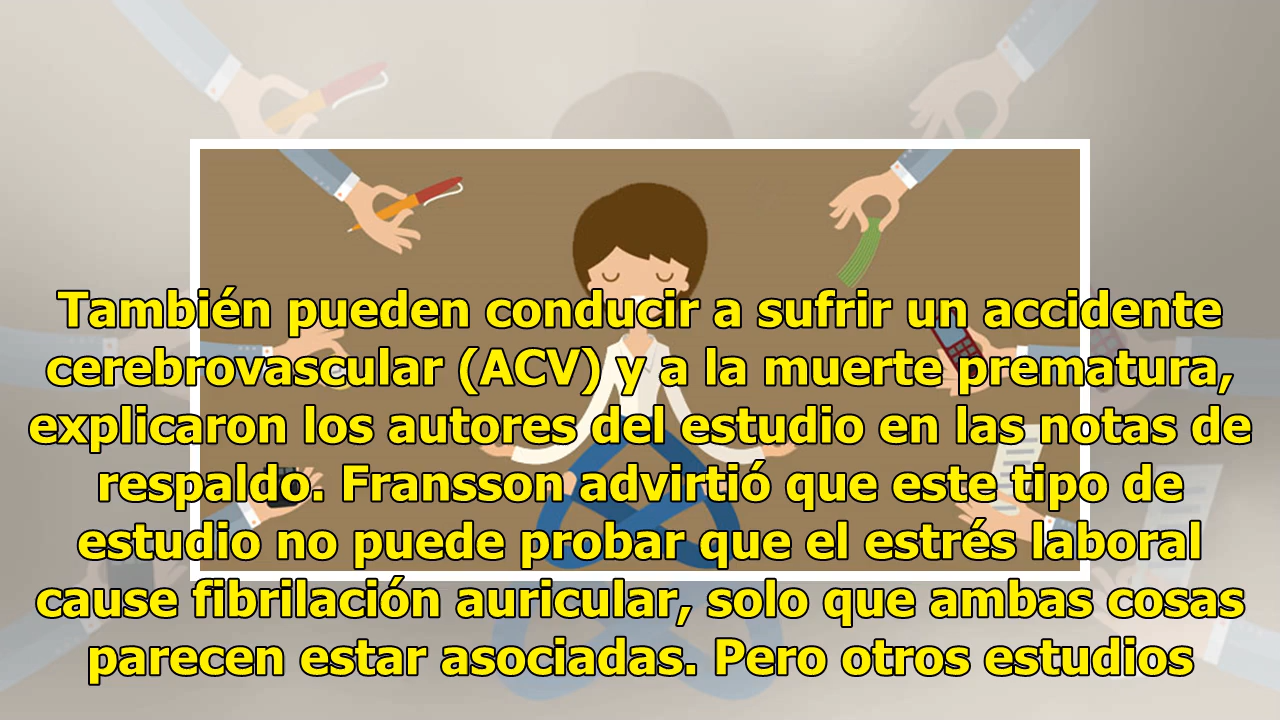 También pueden conducir a sufrir un accidente
cerebrovascular (ACV) y a la muerte prematura,
explicaron los autores del estudio en las notas de
respaldo. Fransson advirtió que este tipo de
estudio no puede probar que el estrés laboral
cause fibrilación auricular, solo que ambas cosas
parecen estar asociadas. Pero otros estudios